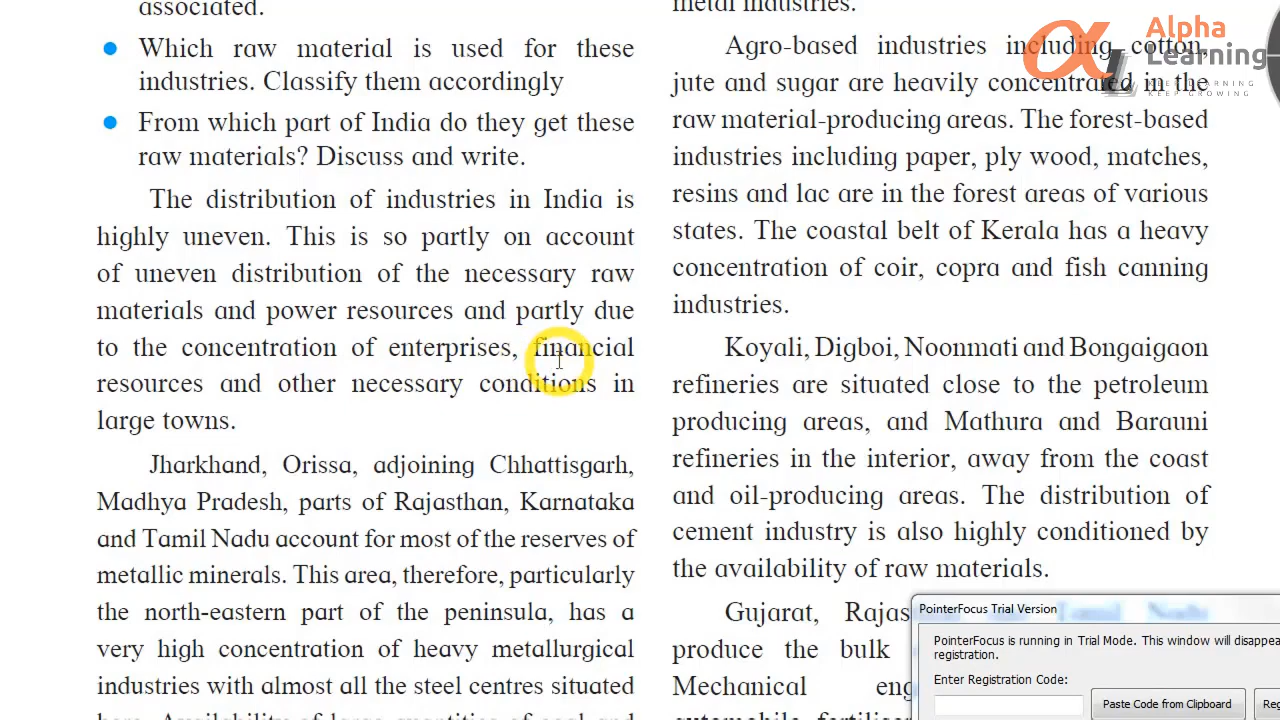 associated.
Which raw material is used for these
industries. Classify them accordingly
From which part of India do they get these
raw materials? Discuss and write.
The distribution of industries in India is
highly uneven. This is so partly on account
of uneven distribution of the necessary raw
materials and power resources and partly due
to the concentration of enterprises, financial
resources and other necessary conditions in
large towns.
Jharkhand, Orissa, adjoining Chhattisgarh,
Madhya Pradesh, parts of Rajasthan, Karnataka
and Tamil Nadu account for most of the reserves of
metallic minerals. This area, therefore, particularly
the north-eastern part of the peninsula, has a
very high concentration of heavy metallurgical
industries with almost all the steel centres situated
here. Availability of large quantities of coal and
metal industries.
Agro-based industries including cotton,
jute and sugar are heavily concentrated in the
raw material-producing areas. The forest-based
industries including paper, ply wood, matches,
resins and lac are in the forest areas of various
states. The coastal belt of Kerala has a heavy
concentration of coir, copra and fish canning
industries.
Koyali, Digboi, Noonmati and Bongaigaon
refineries are situated close to the petroleum
producing areas, and Mathura and Barauni
refineries in the interior, away from the coast
and oil-producing areas. The distribution of
cement industry is also highly conditioned by
the availability of raw materials.
Gujarat, Tamil Nadu
produce the bulk
Mechanical
Alpha
Learning
KEEP GROWING
PointerFocus Trial Version
PointerFocus is running in Trial Mode. This window will
registration.
Enter Registration Code:
Paste Code from Clipboard